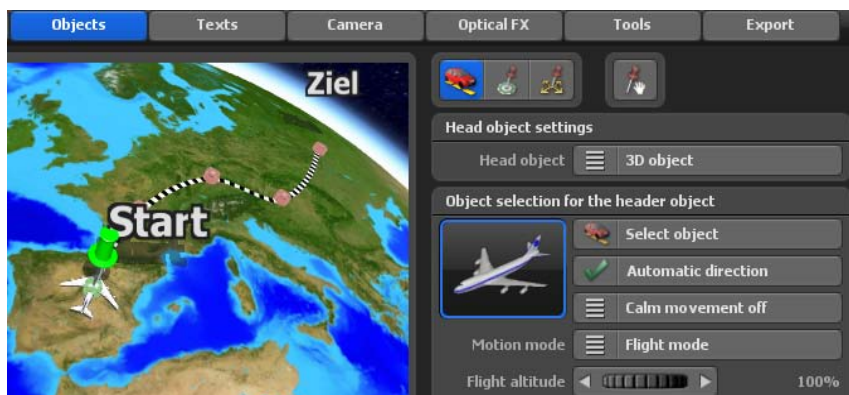 Objects Texts Camera Optical FX Tools Export
Ziel
Start
Head object settings
Head object 3D object
Object selection for the header object
Select object
Automatic direction
Calm movement off
Motion mode Flight mode
Flight altitude 100%